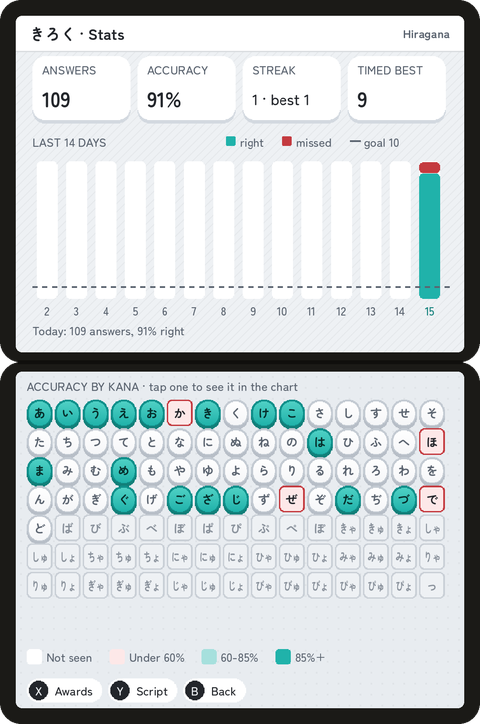 きろく · Stats
Hiragana
ANSWERS ACCURACY STREAK TIMED BEST
109 91% 1 · best 1 9
LAST 14 DAYS right missed goal 10
2 3 4 5 6 7 8 9 10 11 12 13 14 15
Today: 109 answers, 91% right
ACCURACY BY KANA · tap one to see it in the chart
あ い う え お か き く け こ さ し す せ そ
た ち つ て と な に ぬ ね の は ひ ふ へ ほ
ま み む め も や ゆ よ ら り る れ ろ わ を
ん が ぎ ぐ げ ご ざ じ ず ぜ ぞ だ ぢ づ で
ど ば び ぶ べ ぼ ぱ ぴ ぷ ぺ ぽ きゃ きゅ きょ しゃ
しゅ しょ ちゃ ちゅ ちょ にゃ にゅ にょ ひゃ ひゅ ひょ みゃ みゅ みょ りゃ
りゅ りょ ぎゃ ぎゅ ぎょ じゃ じゅ じょ びゃ びゅ びょ ぴゃ ぴゅ ぴょ っ
Not seen Under 60% 60-85% 85%+
X Awards Y Script B Back